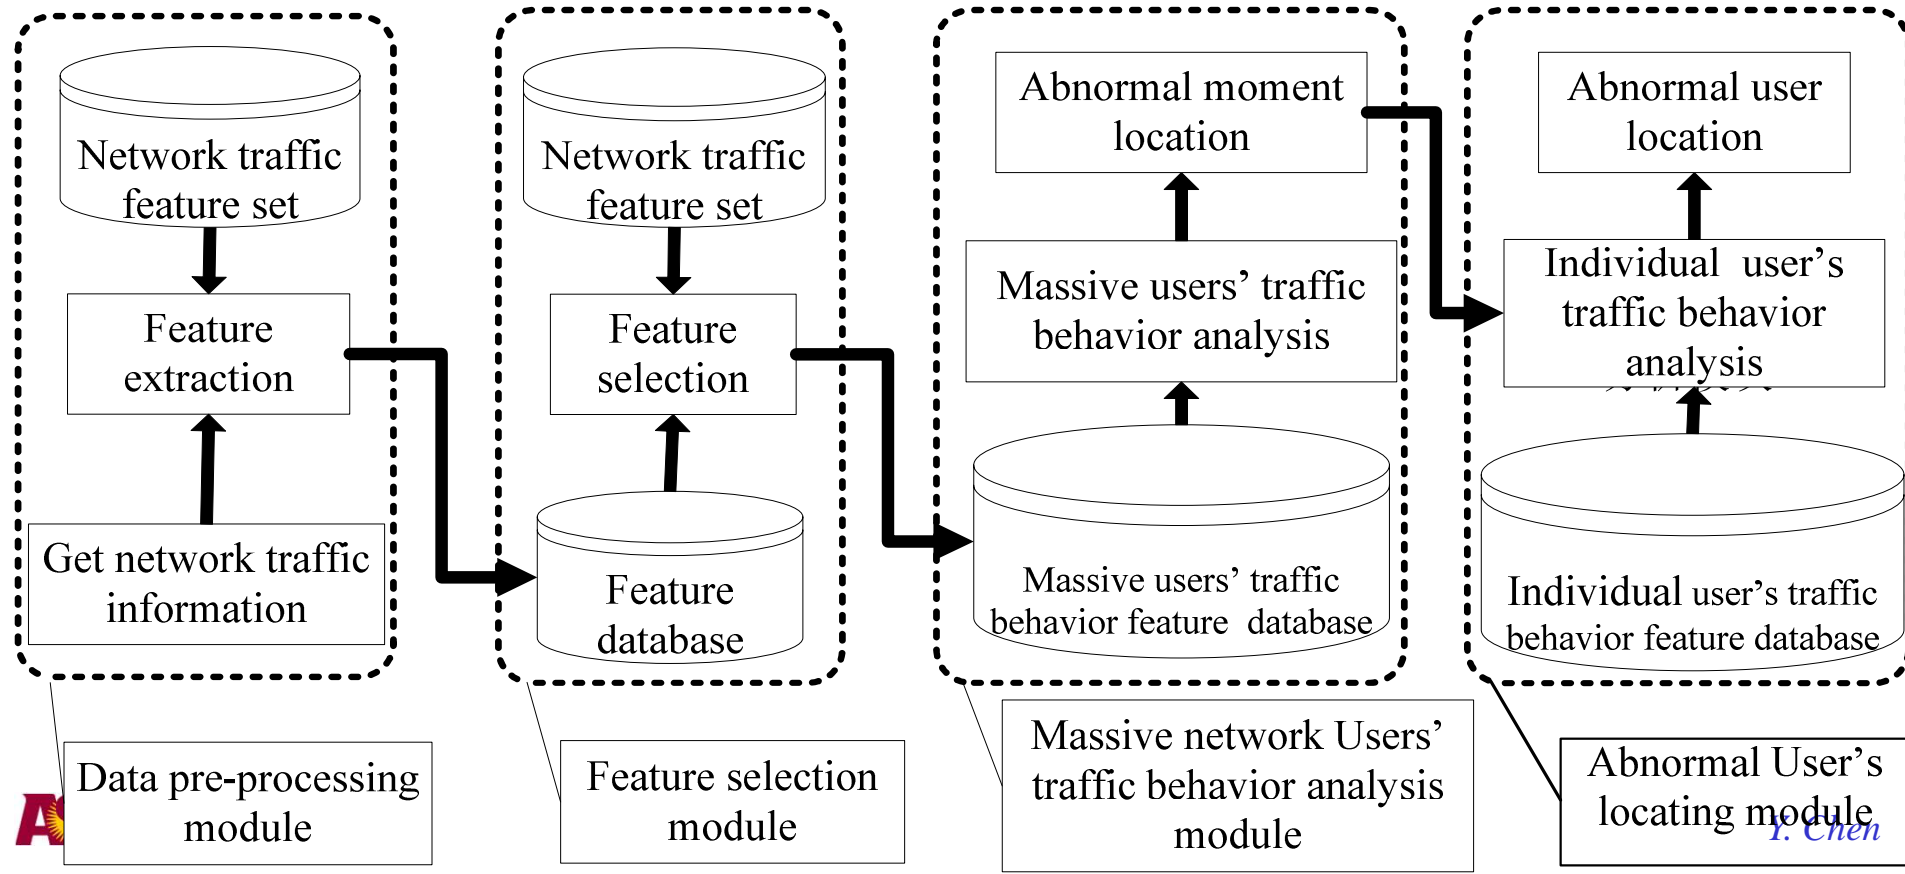 Network traffic
feature set
Feature
extraction
Get network traffic
information
Data pre-processing
module
Network traffic
feature set
Feature
selection
Feature
database
Feature selection
module
Abnormal moment
location
Massive users’ traffic
behavior analysis
Massive users’ traffic
behavior feature database
Massive network Users’
traffic behavior analysis
module
Abnormal user
location
Individual user’s
traffic behavior
analysis
Individual user’s traffic
behavior feature database
Abnormal User’s
locating module
Y. Chen